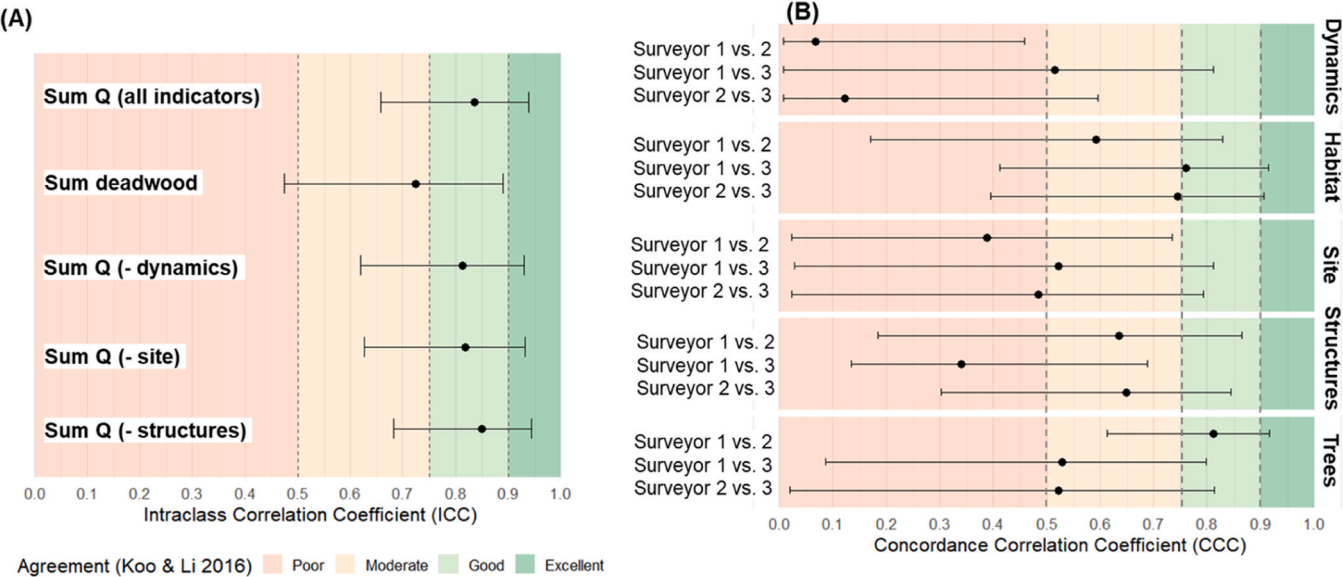 (A)
Sum Q (all indicators)
Sum deadwood
Sum Q (- dynamics)
Sum Q (- site)
Sum Q (- structures)
0.0 0.1 0.2 0.3 0.4 0.5 0.6 0.7 0.8 0.9 1.0
Intraclass Correlation Coefficient (ICC)
Agreement (Koo & Li 2016) Poor Moderate Good Excellent
(B)
Surveyor 1 vs. 2
Surveyor 1 vs. 3
Surveyor 2 vs. 3
Dynamics
Surveyor 1 vs. 2
Surveyor 1 vs. 3
Surveyor 2 vs. 3
Habitat
Surveyor 1 vs. 2
Surveyor 1 vs. 3
Surveyor 2 vs. 3
Site
Surveyor 1 vs. 2
Surveyor 1 vs. 3
Surveyor 2 vs. 3
Structures
Surveyor 1 vs. 2
Surveyor 1 vs. 3
Surveyor 2 vs. 3
Trees
0.0 0.1 0.2 0.3 0.4 0.5 0.6 0.7 0.8 0.9 1.0
Concordance Correlation Coefficient (CCC)